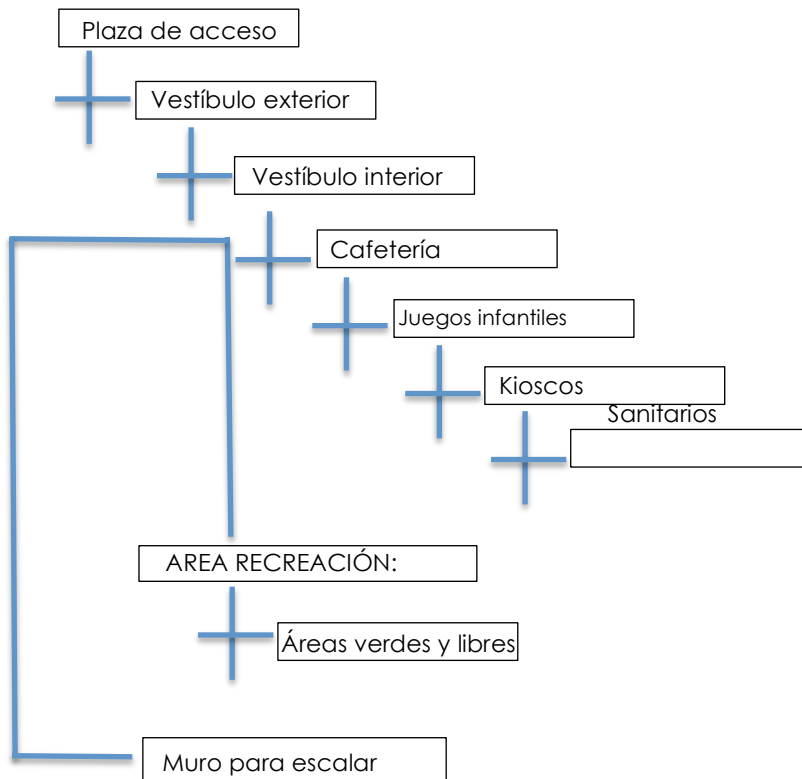 Plaza de acceso
Vestíbulo exterior
Vestíbulo interior
Cafetería
Juegos infantiles
Kioscos
Sanitarios
AREA RECREACIÓN:
Áreas verdes y libres
Muro para escalar